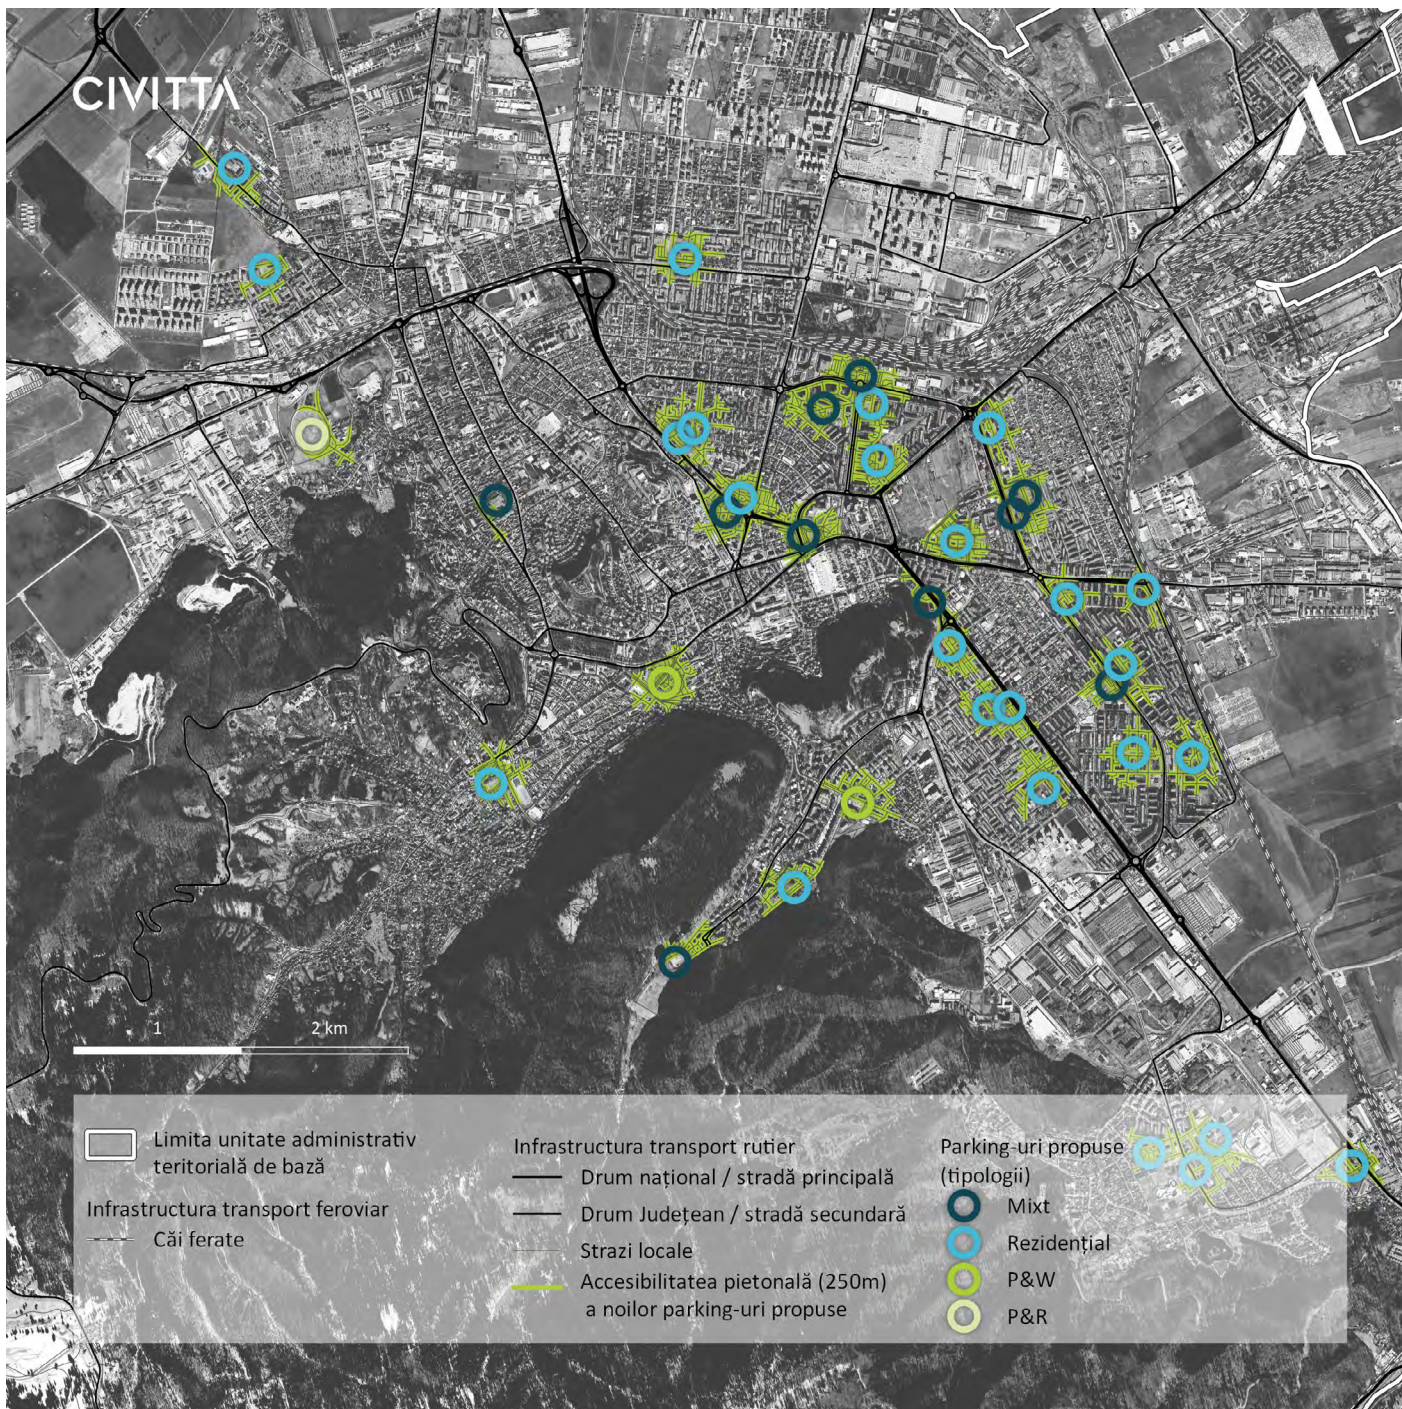 CIVITTA
1
2 km
Limita unitate administrativ
teritorială de bază
Infrastructura transport feroviar
Căi ferate
Infrastructura transport rutier
Drum național / stradă principală
Drum Județean / stradă secundară
Strazi locale
Accesibilitatea pietonală (250m)
a noilor parking-uri propuse
Parking-uri propuse
(tipologii)
Mixt
Rezidențial
P&W
P&R